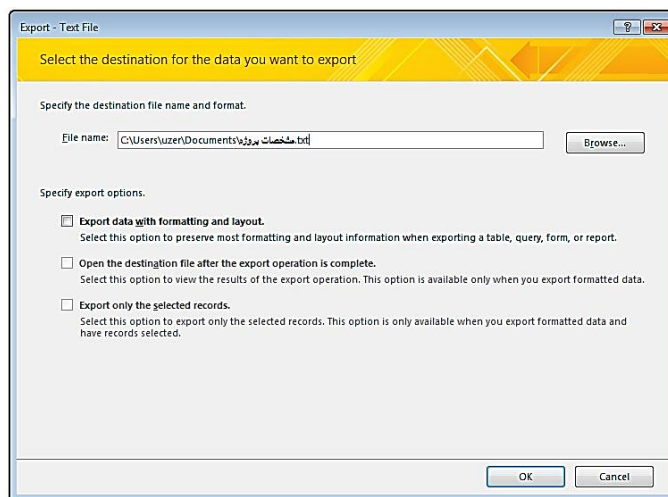 Export - Text File
Select the destination for the data you want to export
Specify the destination file name and format.
File name: C:\Users\uzer\Documents\مشخصات پروژه.txt
Browse...
Specify export options.
Export data with formatting and layout.
Select this option to preserve most formatting and layout information when exporting a table, query, form, or report.
Open the destination file after the export operation is complete.
Select this option to view the results of the export operation. This option is available only when you export formatted data.
Export only the selected records.
Select this option to export only the selected records. This option is only available when you export formatted data and
have records selected.
OK Cancel